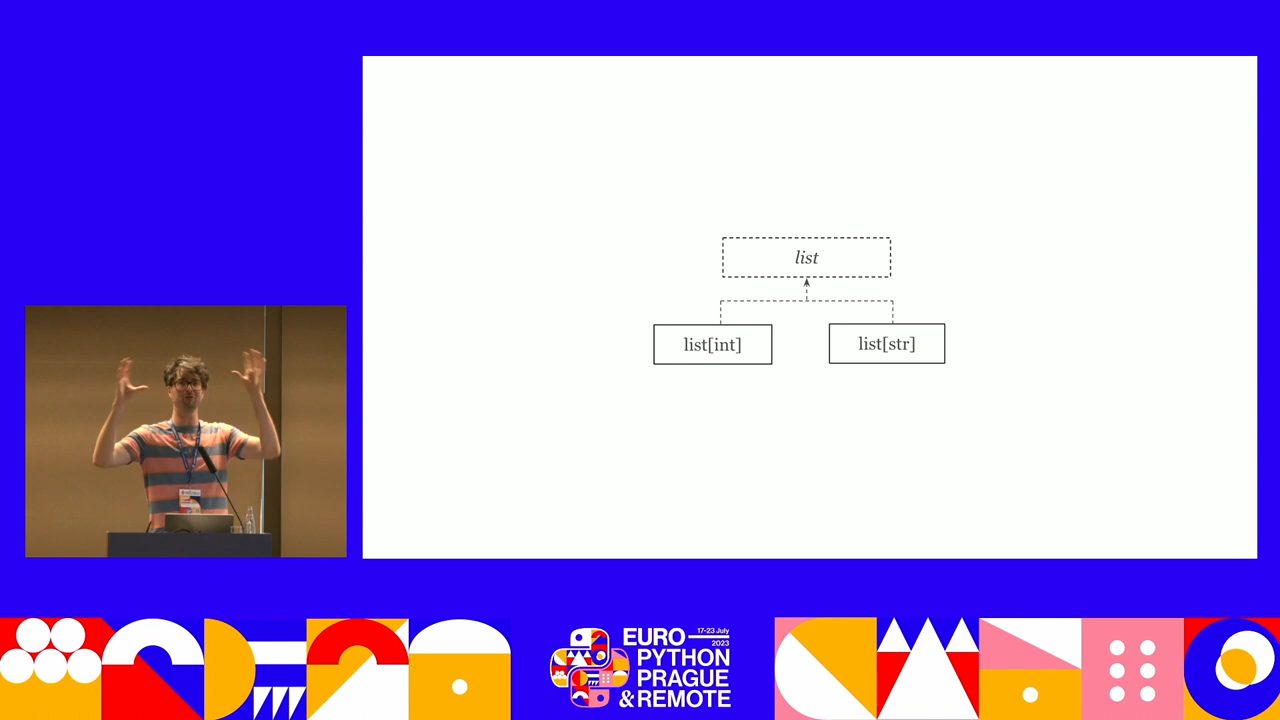 list
list[int]
list[str]
EURO
17-23 July
2023
PYTHON
PRAGUE
&REMOTE